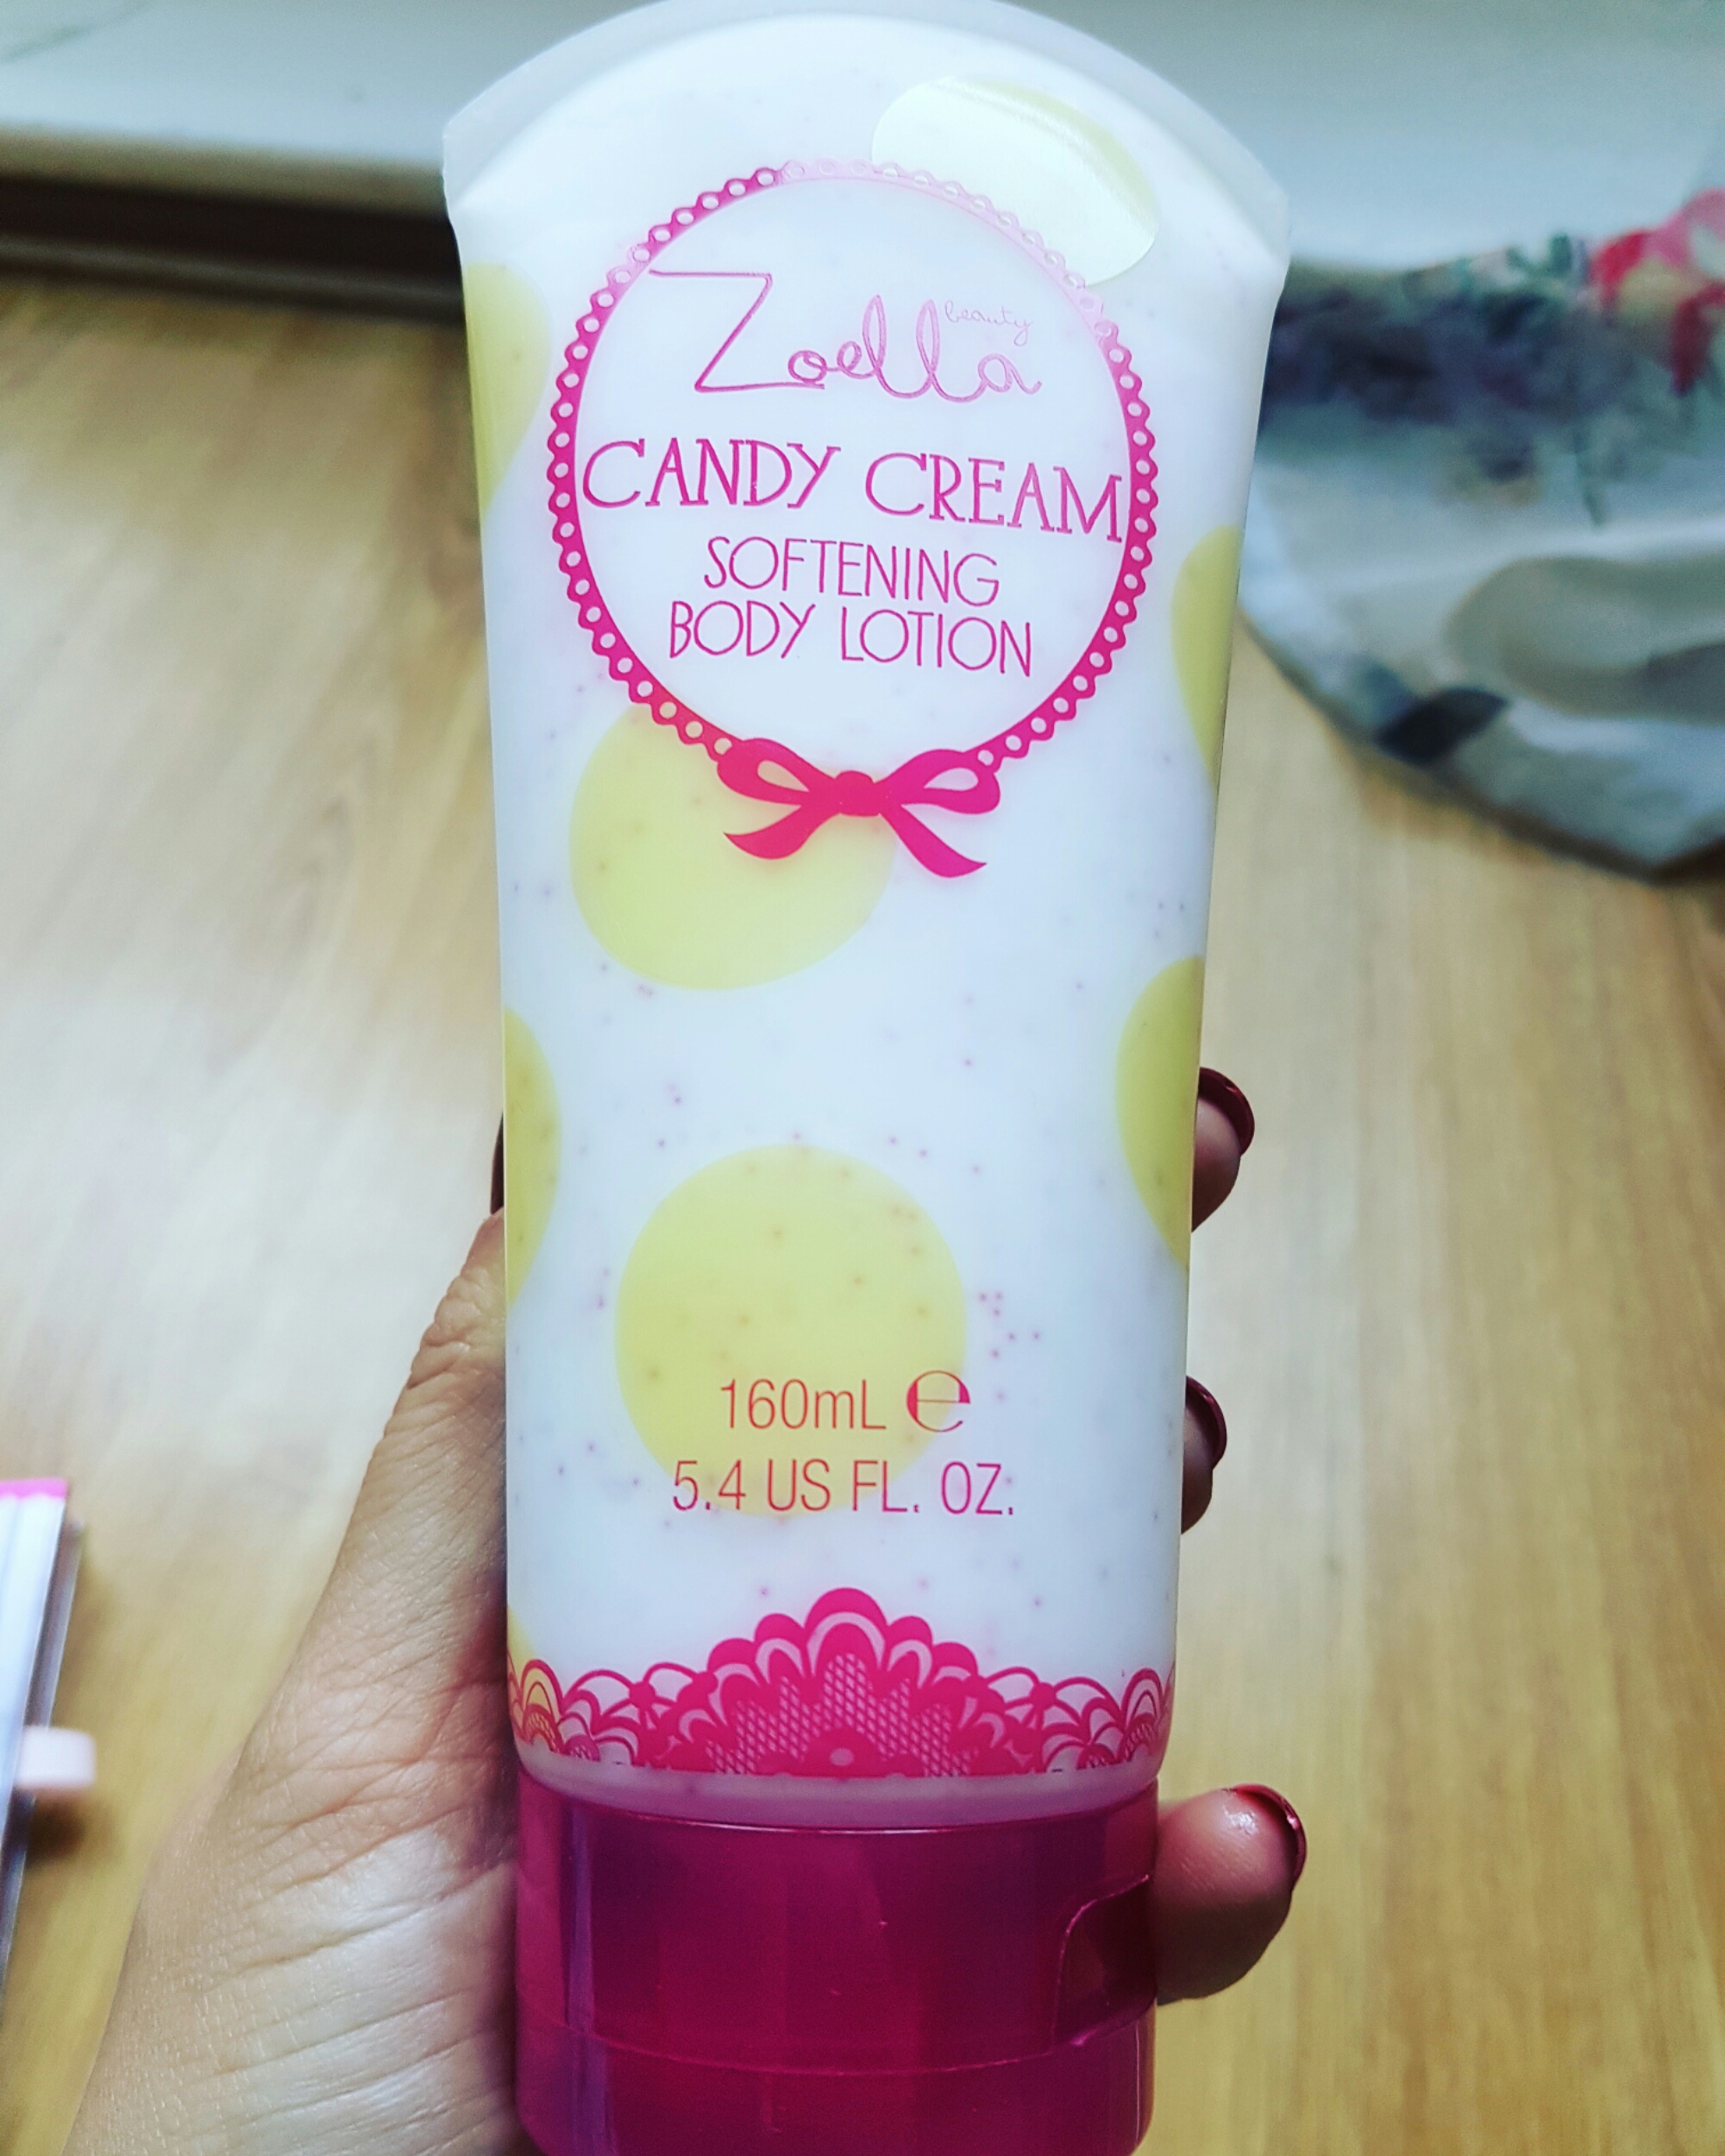 Zoella beauty
CANDY CREAM
SOFTENING
BODY LOTION
160mL ℮
5.4 US FL. OZ.